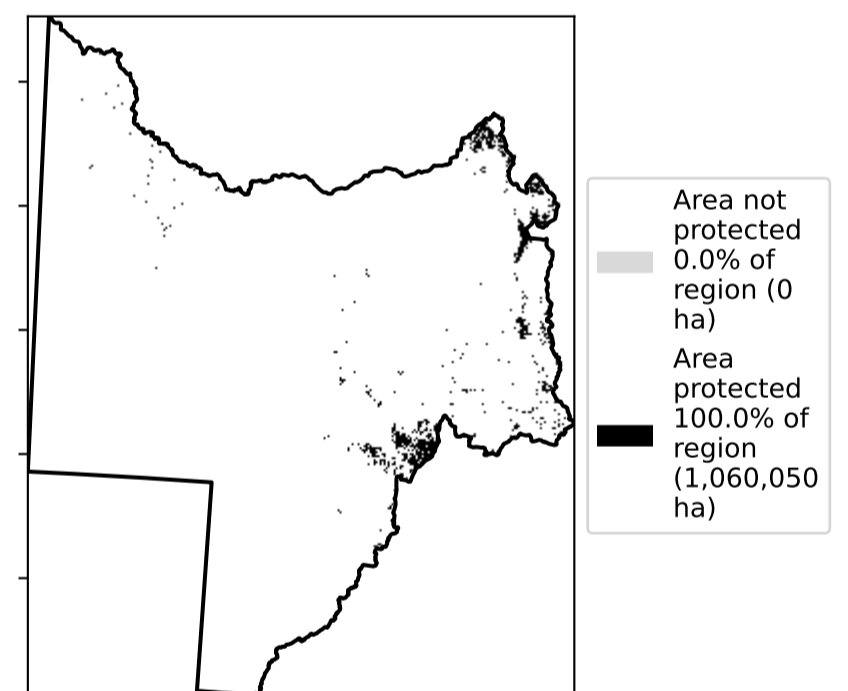 Area not
protected
0.0% of
region (0
ha)
Area
protected
100.0% of
region
(1,060,050
ha)